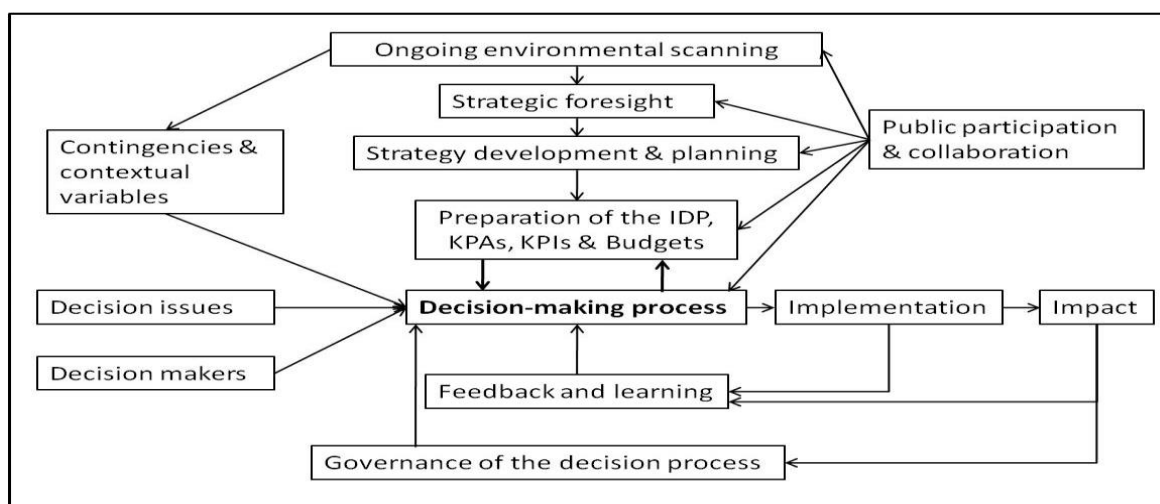 Ongoing environmental scanning
Strategic foresight
Contingencies &
contextual
variables
Strategy development & planning
Public participation
& collaboration
Preparation of the IDP,
KPAs, KPIs & Budgets
Decision issues
Decision-making process
Implementation
Impact
Decision makers
Feedback and learning
Governance of the decision process